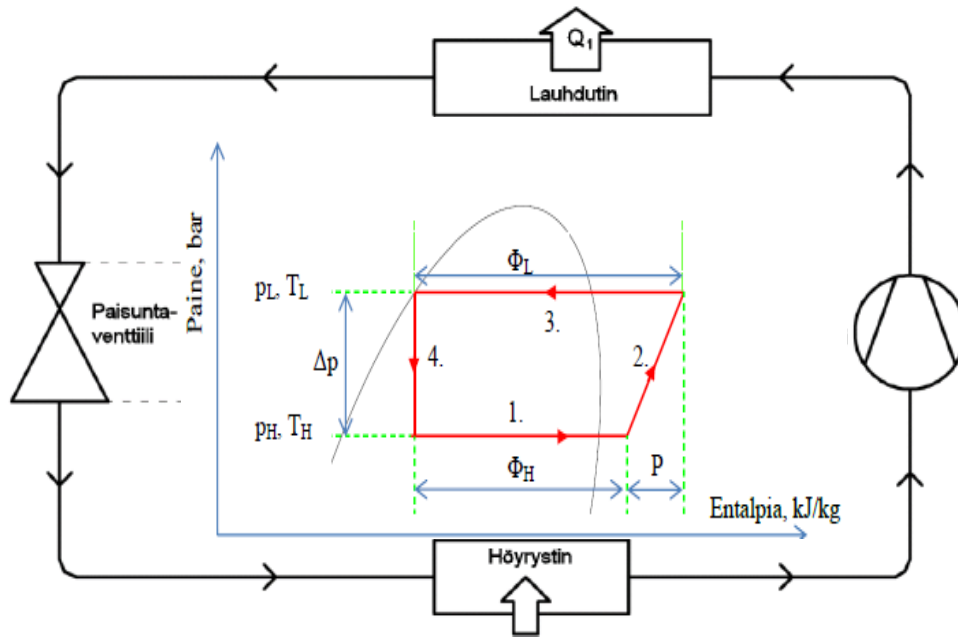 Q1
Lauhdutin
Paine, bar
ΦL
pL, TL
3.
Paisunta-
venttiili
Δp
4.
2.
1.
pH, TH
ΦH
P
Entalpia, kJ/kg
Höyrystin